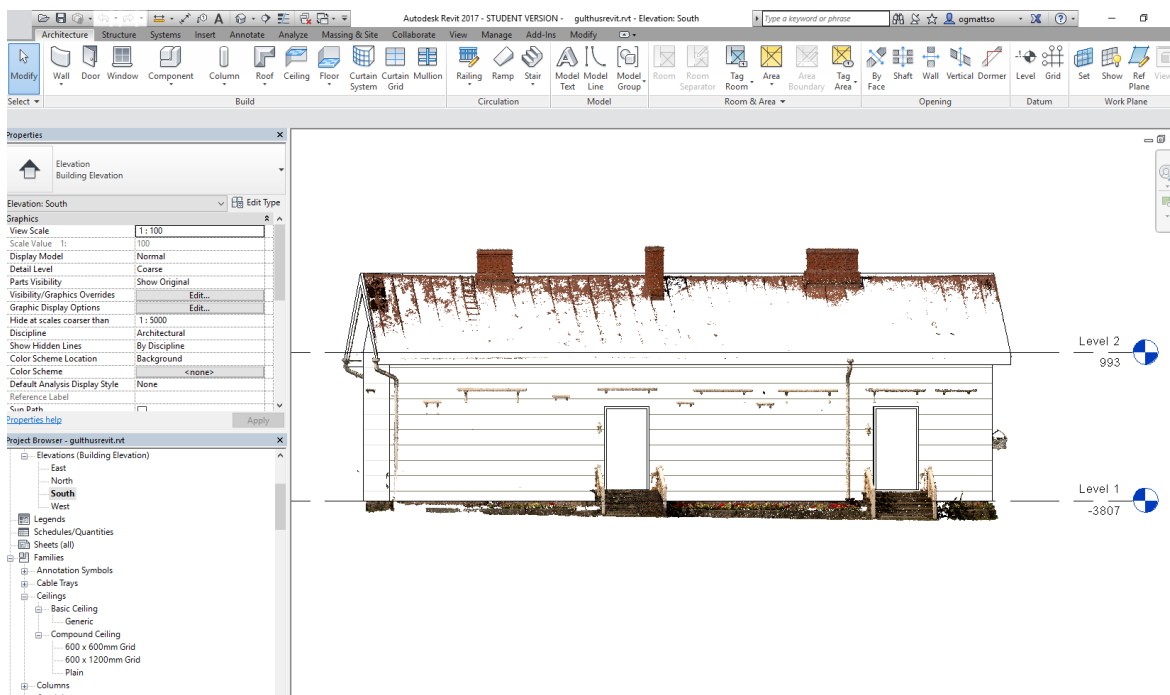 Autodesk Revit 2017 - STUDENT VERSION - gulthusrevit.rvt - Elevation: South
Type a keyword or phrase
ogmattso
Architecture Structure Systems Insert Annotate Analyze Massing & Site Collaborate View Manage Add-Ins Modify
Modify Wall Door Window Component Column Roof Ceiling Floor Curtain System Curtain Grid Mullion Railing Ramp Stair Model Text Model Line Model Group Room Room Separator Tag Room Area Area Boundary Tag Area By Face Shaft Wall Vertical Dormer Level Grid Set Show Ref Plane
Select Build Circulation Model Room & Area Opening Datum Work Plane
Properties
Elevation
Building Elevation
Elevation: South Edit Type
Graphics
View Scale 1 : 100
Scale Value 1: 100
Display Model Normal
Detail Level Coarse
Parts Visibility Show Original
Visibility/Graphics Overrides Edit...
Graphic Display Options Edit...
Hide at scales coarser than 1 : 5000
Discipline Architectural
Show Hidden Lines By Discipline
Color Scheme Location Background
Color Scheme <none>
Default Analysis Display Style None
Reference Label
Sun Path
Properties help Apply
Project Browser - gulthusrevit.rvt
Elevations (Building Elevation)
East
North
South
West
Legends
Schedules/Quantities
Sheets (all)
Families
Annotation Symbols
Cable Trays
Ceilings
Basic Ceiling
Generic
Compound Ceiling
600 x 600mm Grid
600 x 1200mm Grid
Plain
Columns
Level 2
993
Level 1
-3807